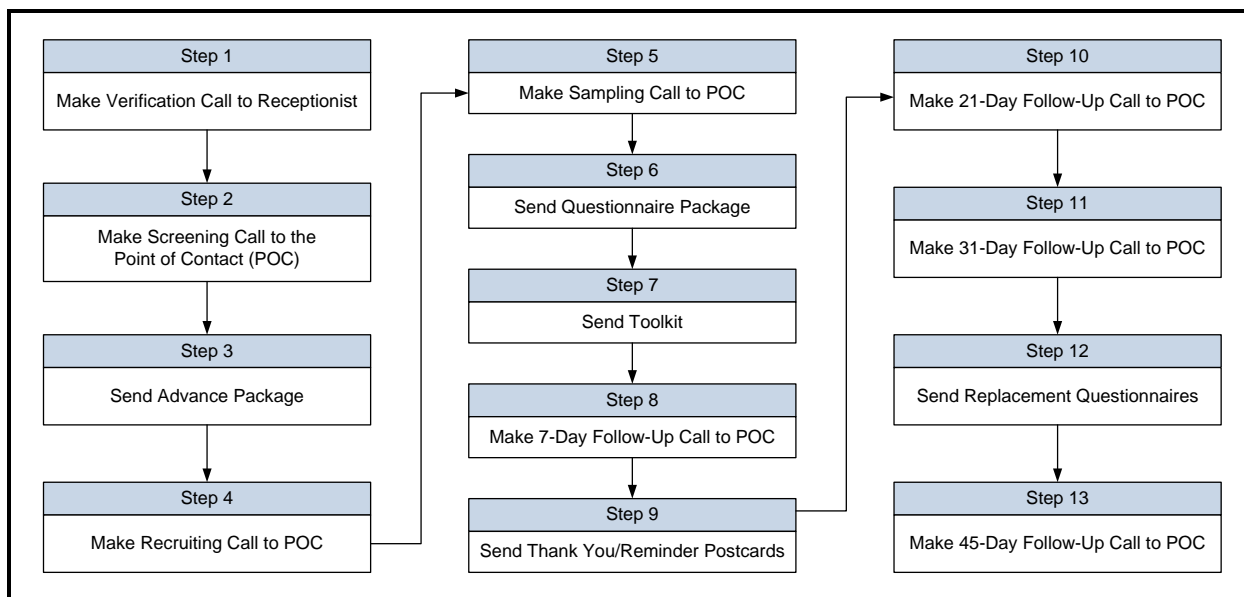 Step 1
Make Verification Call to Receptionist
Step 2
Make Screening Call to the
Point of Contact (POC)
Step 3
Send Advance Package
Step 4
Make Recruiting Call to POC
Step 5
Make Sampling Call to POC
Step 6
Send Questionnaire Package
Step 7
Send Toolkit
Step 8
Make 7-Day Follow-Up Call to POC
Step 9
Send Thank You/Reminder Postcards
Step 10
Make 21-Day Follow-Up Call to POC
Step 11
Make 31-Day Follow-Up Call to POC
Step 12
Send Replacement Questionnaires
Step 13
Make 45-Day Follow-Up Call to POC